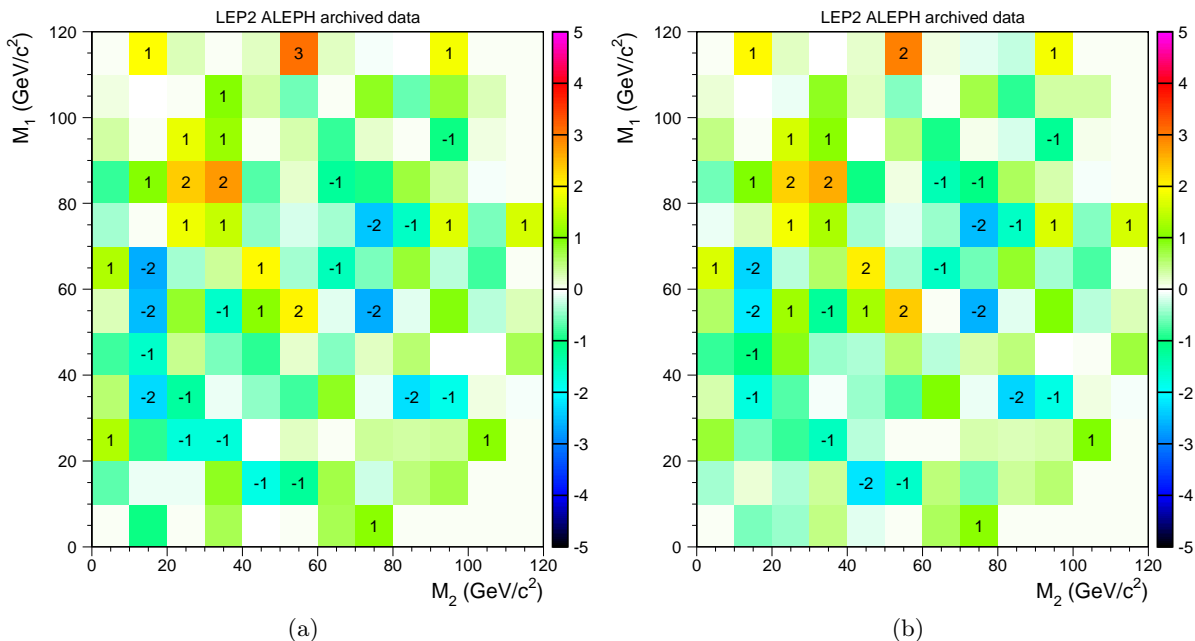 LEP2 ALEPH archived data
M₁ (GeV/c²)
120
100
80
60
40
20
0
1 3 1
1
1 1 -1
1 2 2 -1
1 1 -2 -1 1 1
1 -2 1 -1
-2 -1 1 2 -2
-1
-2 -1 -2 -1
1 -1 -1 1
-1 -1
1
0 20 40 60 80 100 120
M₂ (GeV/c²)
5
4
3
2
1
0
-1
-2
-3
-4
-5
(a)
LEP2 ALEPH archived data
M₁ (GeV/c²)
120
100
80
60
40
20
0
1 2 1
1 1 -1
1 2 2 -1 -1
1 1 -2 -1 1 1
1 -2 2 -1
-2 1 -1 1 2 -2
-1
-1 -2 -1
-1 1
-2 -1
1
0 20 40 60 80 100 120
M₂ (GeV/c²)
5
4
3
2
1
0
-1
-2
-3
-4
-5
(b)